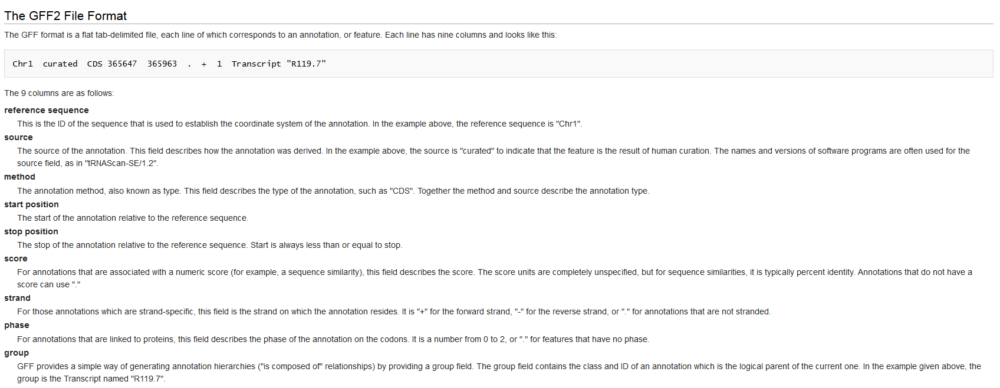 The GFF2 File Format
The GFF format is a flat tab-delimited file, each line of which corresponds to an annotation, or feature. Each line has nine columns and looks like this:
Chr1  curated  CDS 365647  365963  .  +  1  Transcript "R119.7"
The 9 columns are as follows:
reference sequence
This is the ID of the sequence that is used to establish the coordinate system of the annotation. In the example above, the reference sequence is "Chr1".
source
The source of the annotation. This field describes how the annotation was derived. In the example above, the source is "curated" to indicate that the feature is the result of human curation. The names and versions of software programs are often used for the
source field, as in "tRNAScan-SE/1.2".
method
The annotation method, also known as type. This field describes the type of the annotation, such as "CDS". Together the method and source describe the annotation type.
start position
The start of the annotation relative to the reference sequence.
stop position
The stop of the annotation relative to the reference sequence. Start is always less than or equal to stop.
score
For annotations that are associated with a numeric score (for example, a sequence similarity), this field describes the score. The score units are completely unspecified, but for sequence similarities, it is typically percent identity. Annotations that do not have a
score can use "."
strand
For those annotations which are strand-specific, this field is the strand on which the annotation resides. It is "+" for the forward strand, "-" for the reverse strand, or "." for annotations that are not stranded.
phase
For annotations that are linked to proteins, this field describes the phase of the annotation on the codons. It is a number from 0 to 2, or "." for features that have no phase.
group
GFF provides a simple way of generating annotation hierarchies ("is composed of" relationships) by providing a group field. The group field contains the class and ID of an annotation which is the logical parent of the current one. In the example given above, the
group is the Transcript named "R119.7".